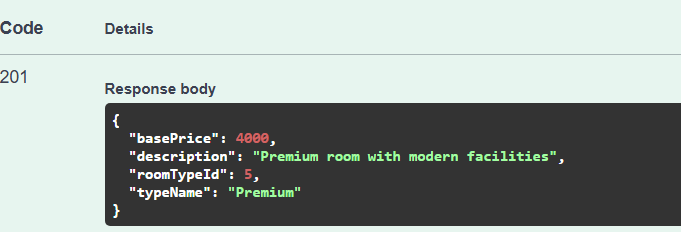 Code Details
201
Response body
{
  "basePrice": 4000,
  "description": "Premium room with modern facilities",
  "roomTypeId": 5,
  "typeName": "Premium"
}